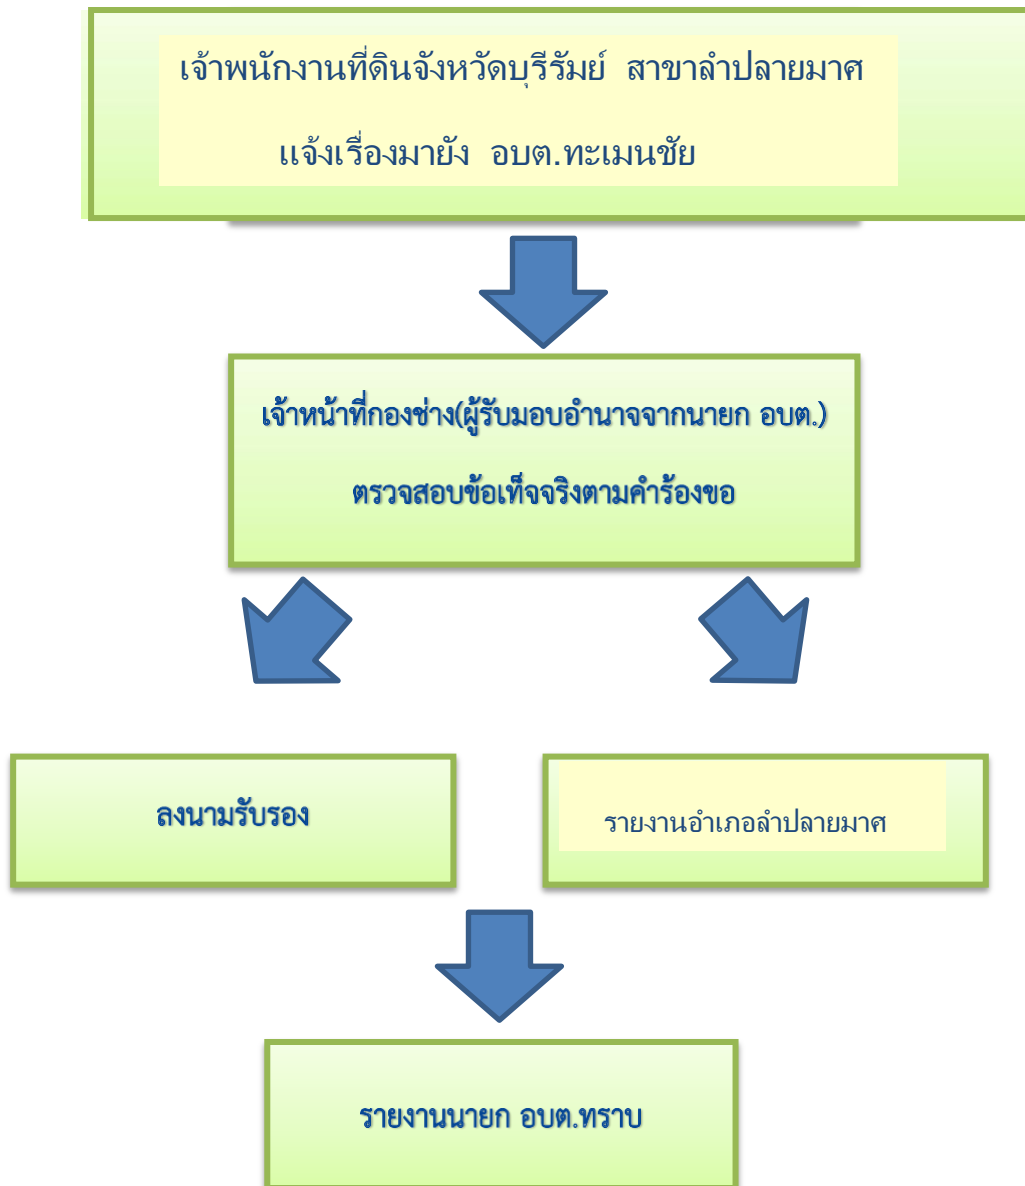 เจ้าพนักงานที่ดินจังหวัดบุรีรัมย์ สาขาลำปลายมาศ
แจ้งเรื่องมายัง อบต.ทะเมนชัย
เจ้าหน้าที่กองช่าง(ผู้รับมอบอำนาจจากนายก อบต.)
ตรวจสอบข้อเท็จจริงตามคำร้องขอ
ลงนามรับรอง
รายงานอำเภอลำปลายมาศ
รายงานนายก อบต.ทราบ